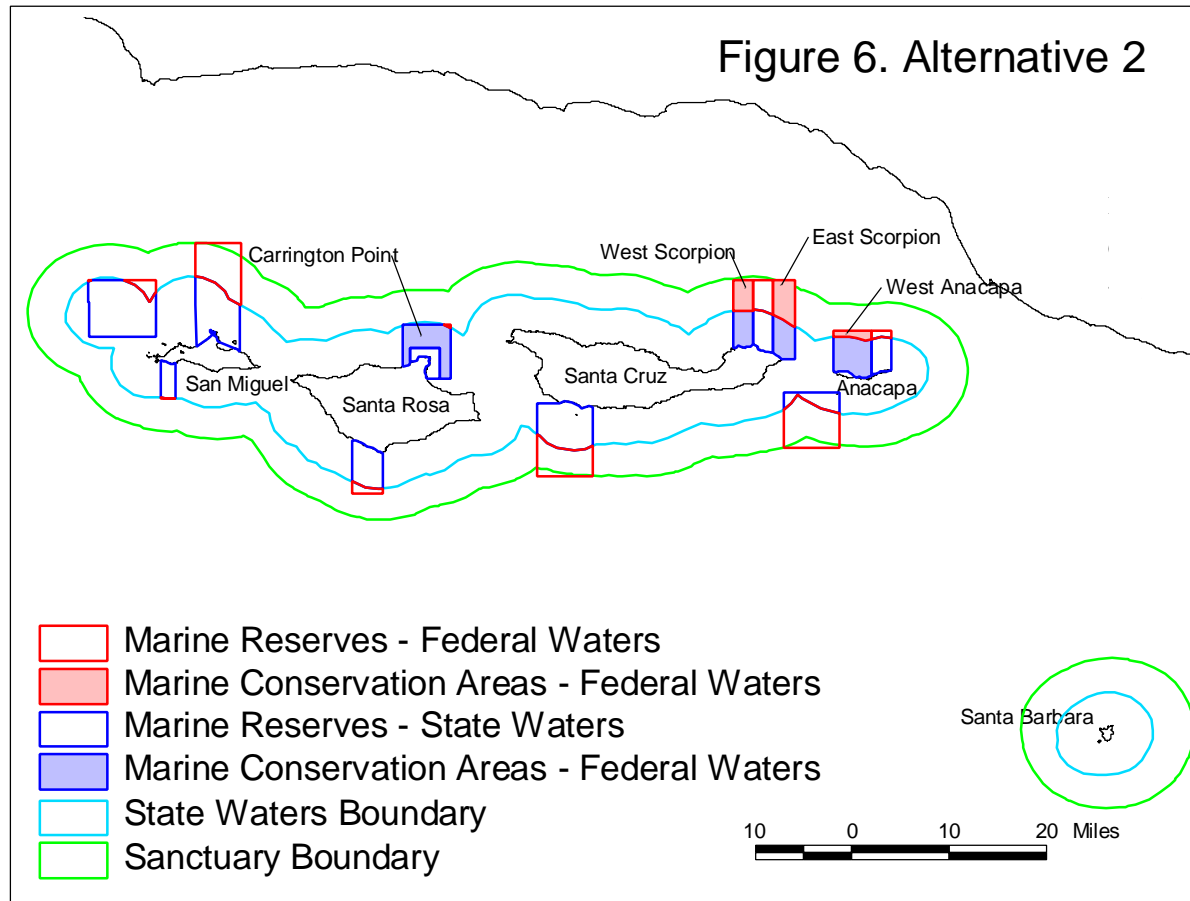 Figure 6. Alternative 2
East Scorpion
West Scorpion
Carrington Point
West Anacapa
San Miguel
Santa Cruz
Anacapa
Santa Rosa
Marine Reserves - Federal Waters
Marine Conservation Areas - Federal Waters
Marine Reserves - State Waters
Marine Conservation Areas - Federal Waters
State Waters Boundary
Sanctuary Boundary
Santa Barbara
10 0 10 20 Miles